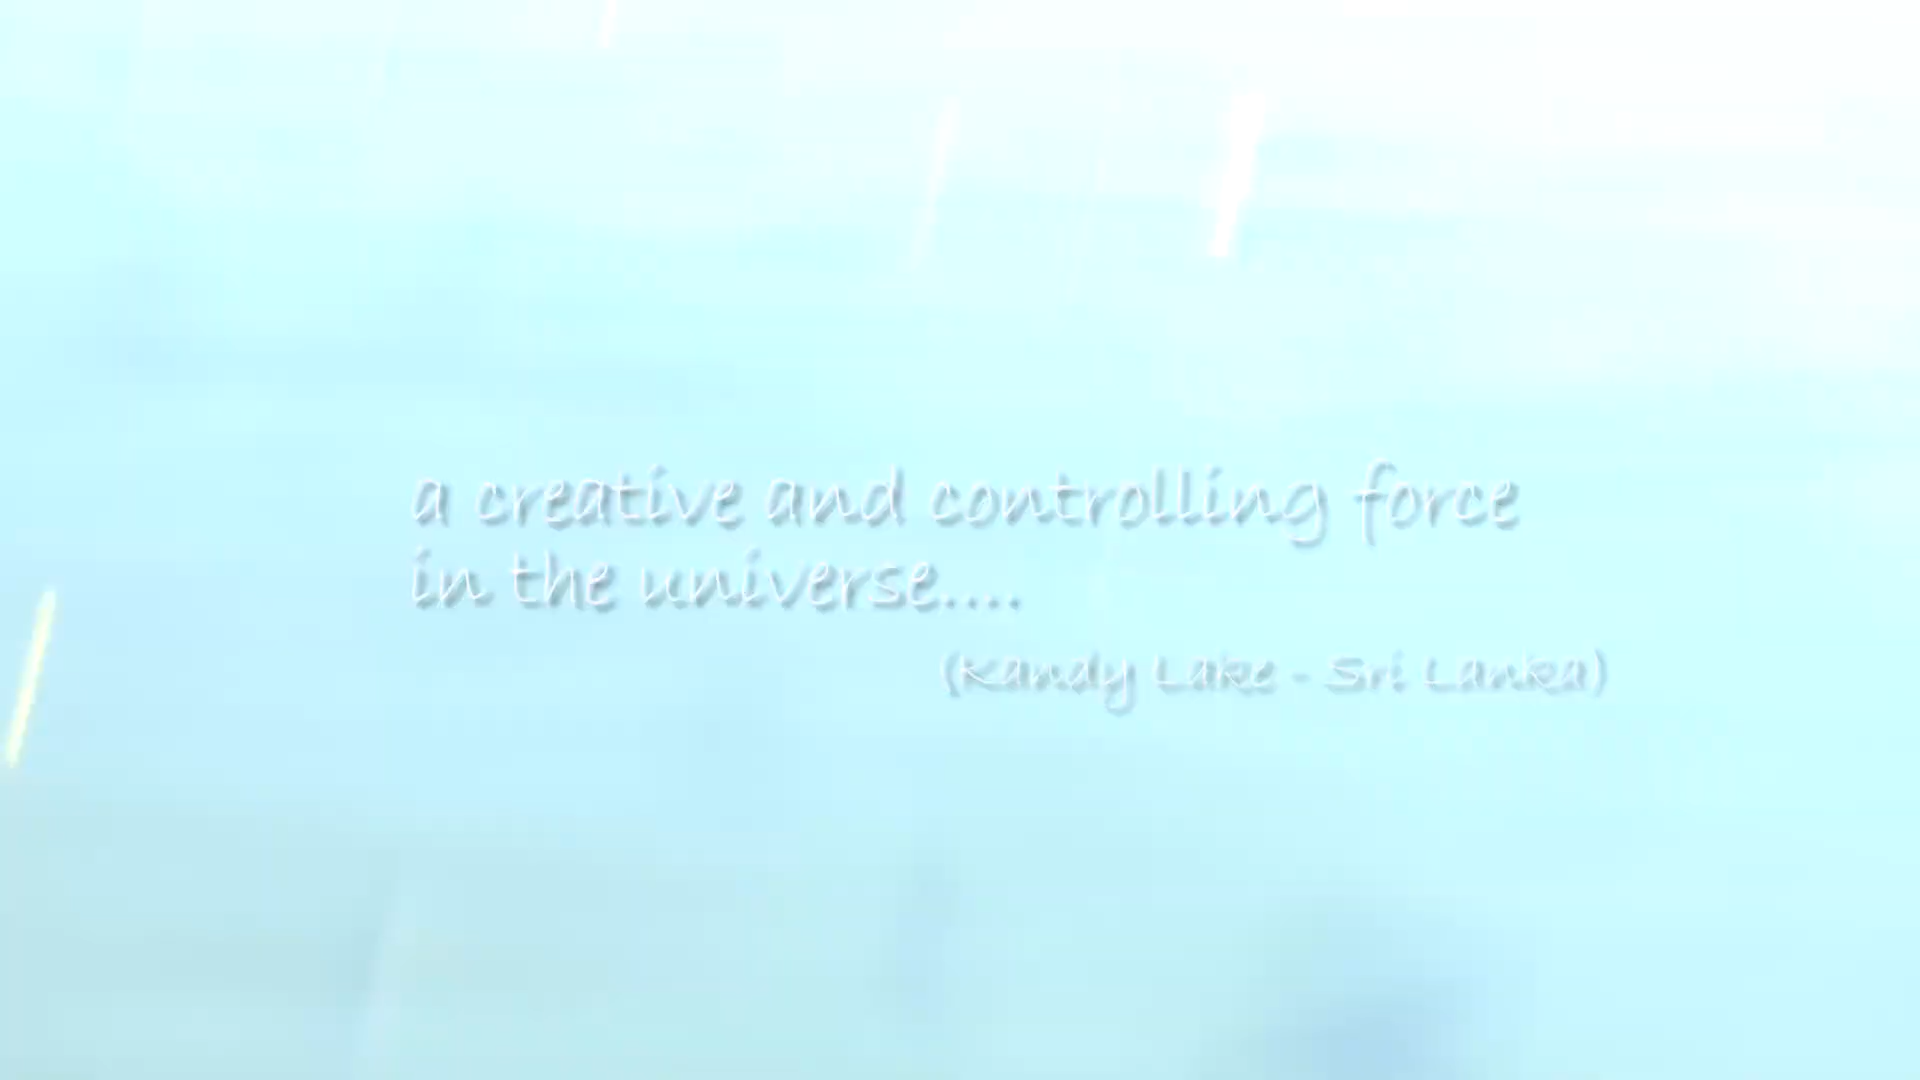 a creative and controlling force
in the universe....
(Kandy Lake - Sri Lanka)